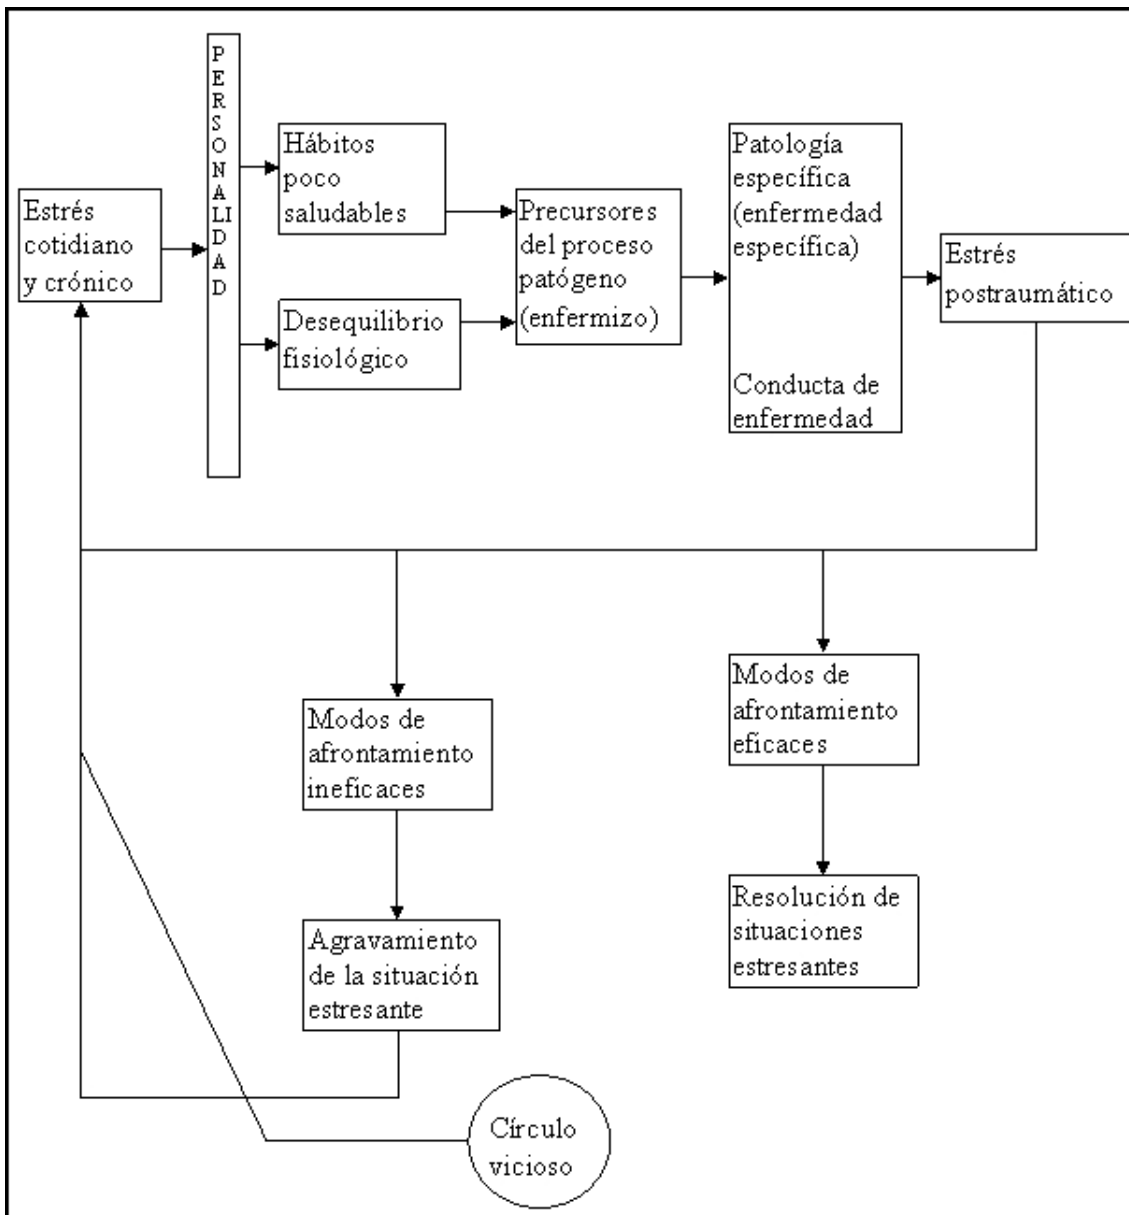 PERSONALIDAD
Estrés
cotidiano
y crónico
Hábitos
poco
saludables
Desequilibrio
fisiológico
Precursores
del proceso
patógeno
(enfermizo)
Patología
específica
(enfermedad
específica)
Conducta de
enfermedad
Estrés
postraumático
Modos de
afrontamiento
ineficaces
Modos de
afrontamiento
eficaces
Agravamiento
de la situación
estresante
Resolución de
situaciones
estresantes
Círculo
vicioso